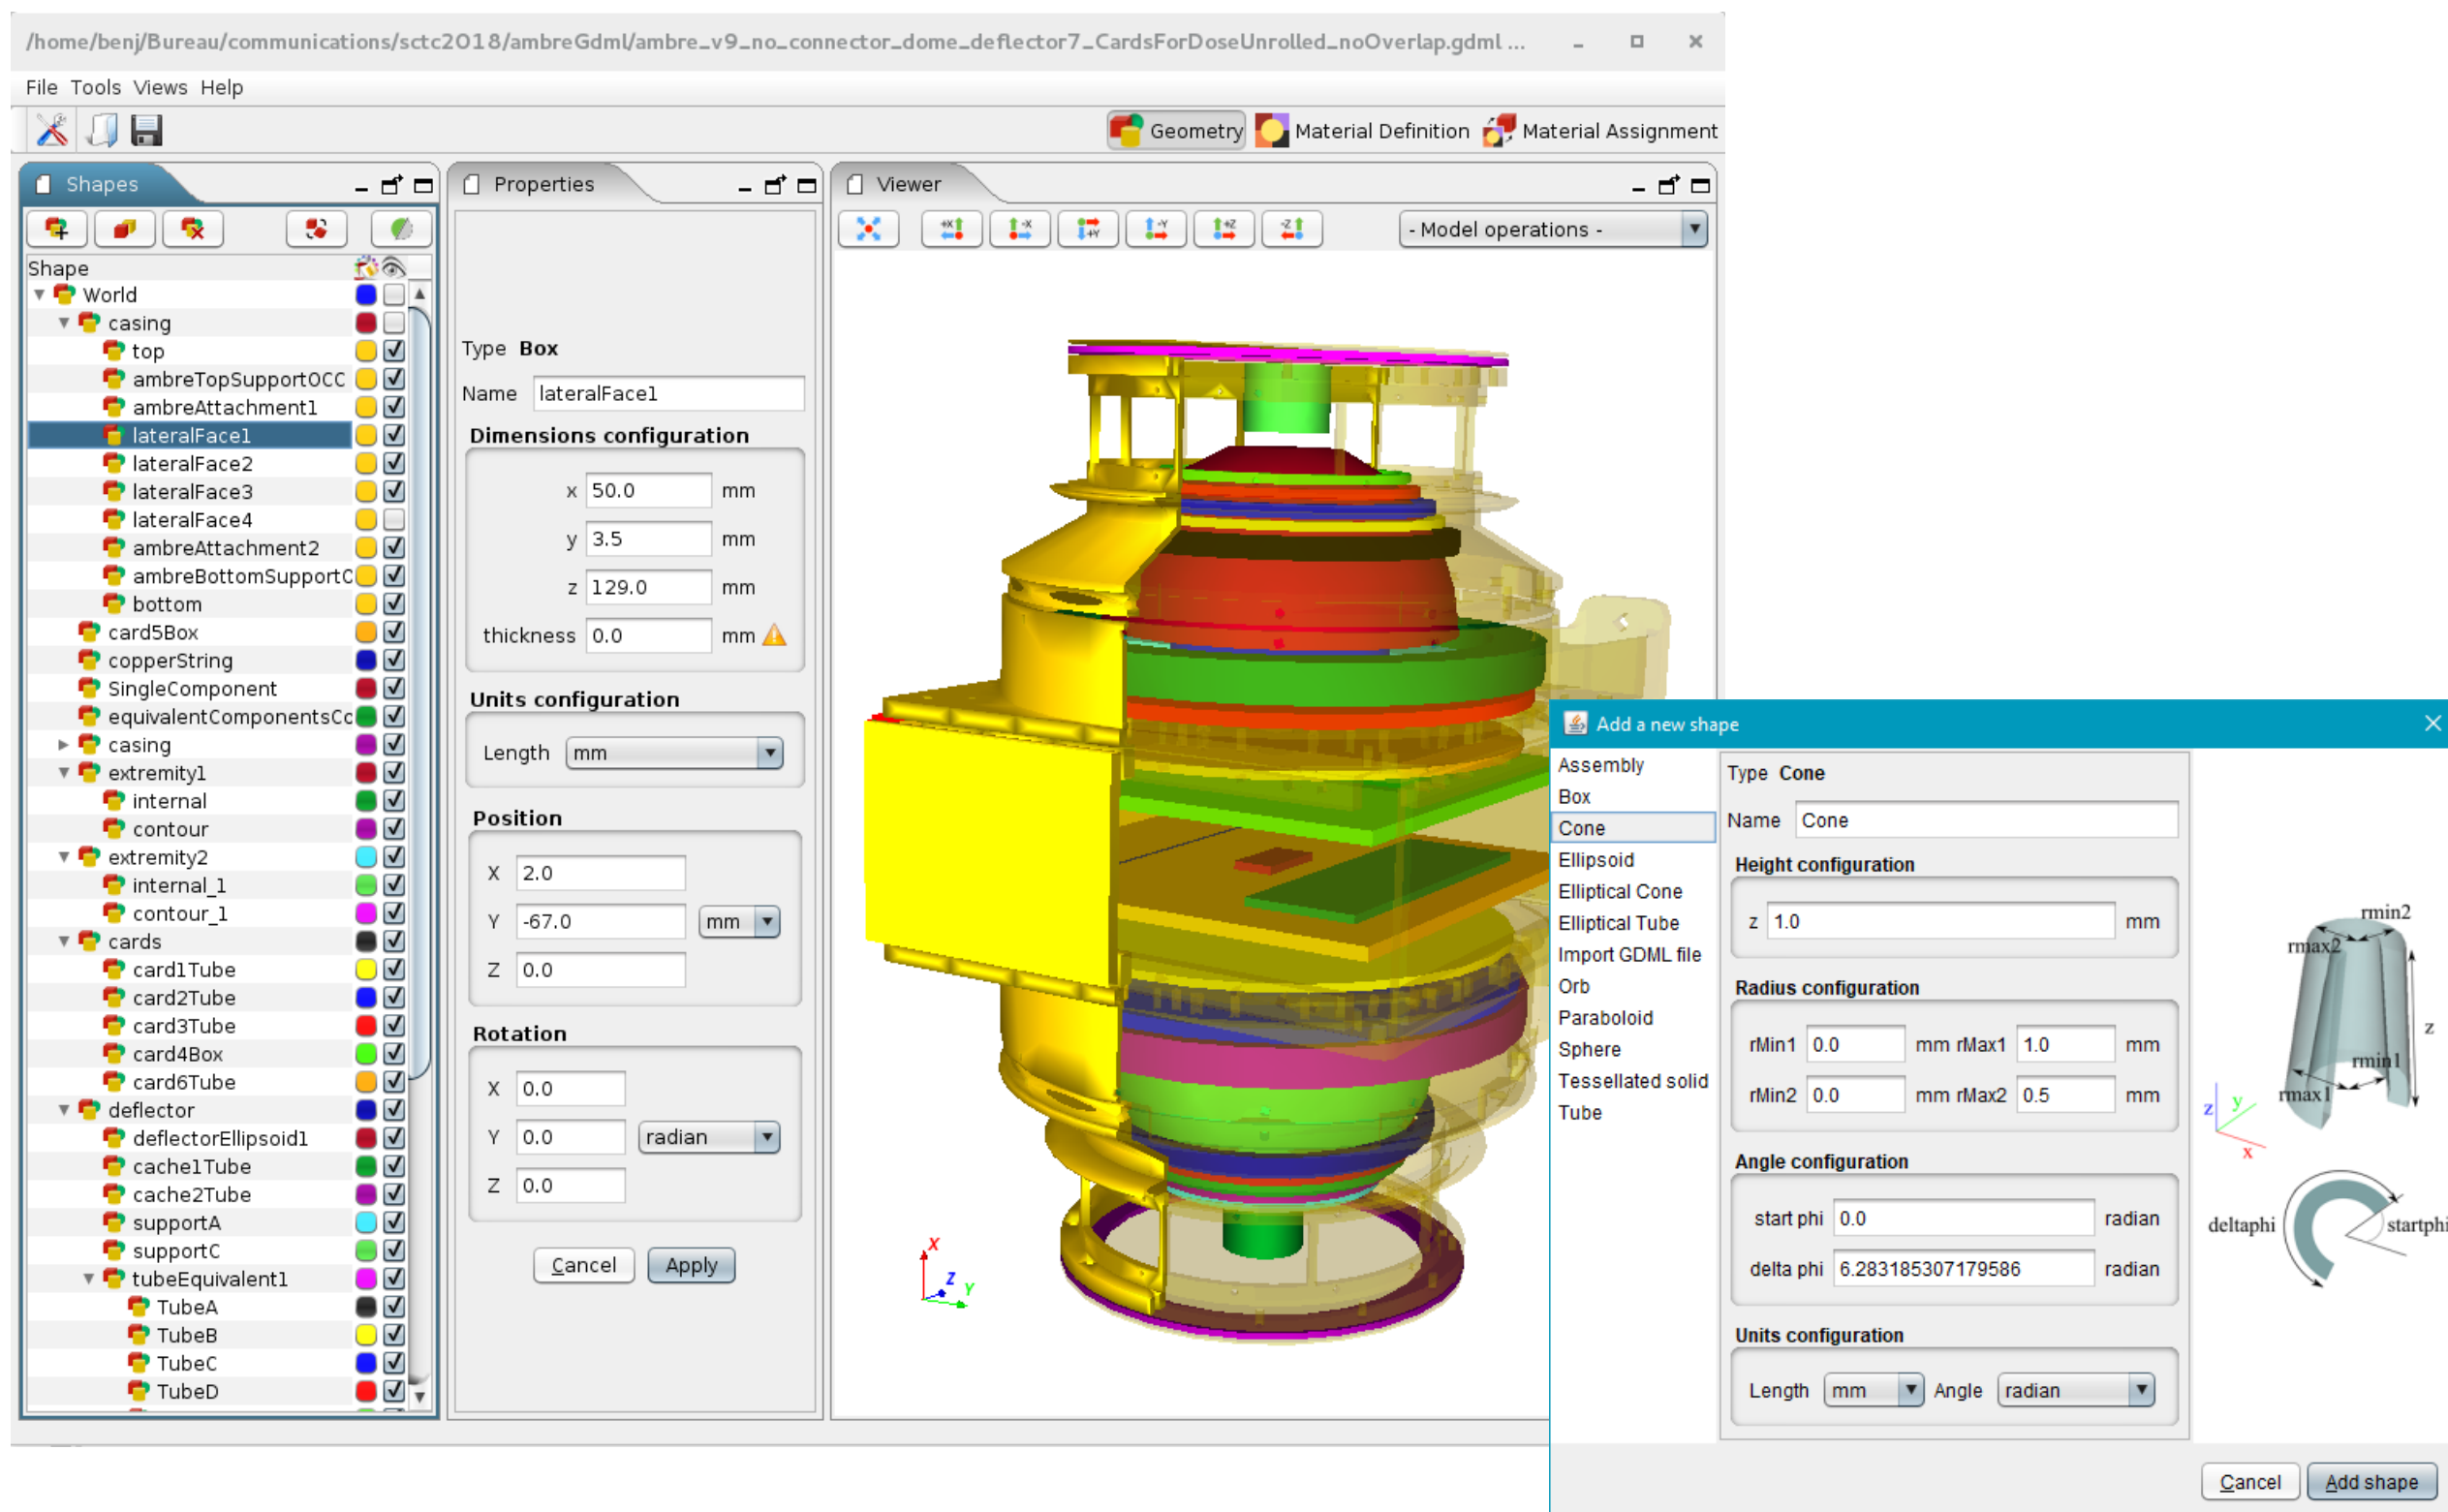 /home/benj/Bureau/communications/sctc2018/ambreGdml/ambre_v9_no_connector_dome_deflector7_CardsForDoseUnrolled_noOverlap.gdml ...
File Tools Views Help
Geometry Material Definition Material Assignment
Shapes
Shape
World
casing
top
ambreTopSupportOCC
ambreAttachment1
lateralFace1
lateralFace2
lateralFace3
lateralFace4
ambreAttachment2
ambreBottomSupportO
bottom
card5Box
copperString
SingleComponent
equivalentComponentsCo
casing
extremity1
internal
contour
extremity2
internal_1
contour_1
cards
card1Tube
card2Tube
card3Tube
card4Box
card6Tube
deflector
deflectorEllipsoid1
cache1Tube
cache2Tube
supportA
supportC
tubeEquivalent1
TubeA
TubeB
TubeC
TubeD
Properties
Type Box
Name lateralFace1
Dimensions configuration
x 50.0 mm
y 3.5 mm
z 129.0 mm
thickness 0.0 mm
Units configuration
Length mm
Position
X 2.0
Y -67.0 mm
Z 0.0
Rotation
X 0.0
Y 0.0 radian
Z 0.0
Cancel Apply
Viewer
+X -X +Y -Y +Z -Z
- Model operations -
X
Z
Y
Add a new shape
Assembly
Box
Cone
Ellipsoid
Elliptical Cone
Elliptical Tube
Import GDML file
Orb
Paraboloid
Sphere
Tessellated solid
Tube
Type Cone
Name Cone
Height configuration
z 1.0 mm
Radius configuration
rMin1 0.0 mm rMax1 1.0 mm
rMin2 0.0 mm rMax2 0.5 mm
Angle configuration
start phi 0.0 radian
delta phi 6.283185307179586 radian
Units configuration
Length mm Angle radian
rmin2
rmax2
z
rmin1
rmax1
z y
x
deltaphi startphi
Cancel Add shape